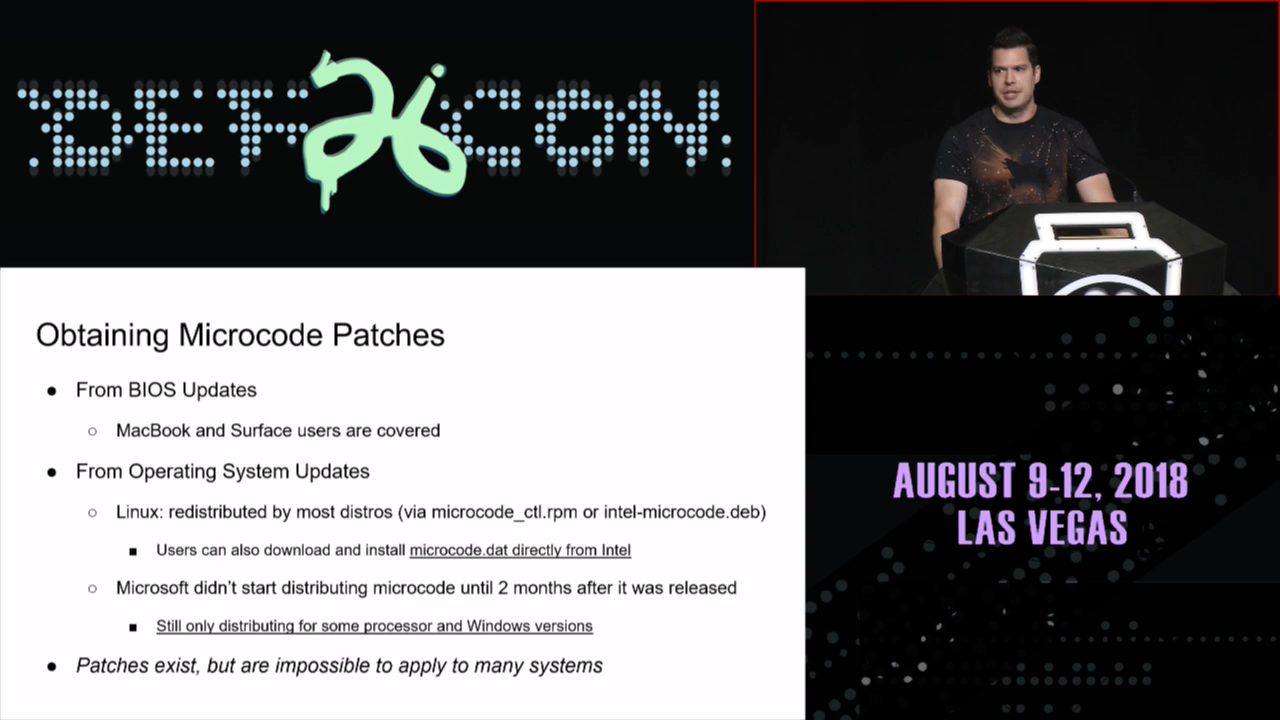 DEF CON
26
Obtaining Microcode Patches
● From BIOS Updates
○ MacBook and Surface users are covered
● From Operating System Updates
○ Linux: redistributed by most distros (via microcode_ctl.rpm or intel-microcode.deb)
■ Users can also download and install microcode.dat directly from Intel
○ Microsoft didn’t start distributing microcode until 2 months after it was released
■ Still only distributing for some processor and Windows versions
● Patches exist, but are impossible to apply to many systems
AUGUST 9-12, 2018
LAS VEGAS